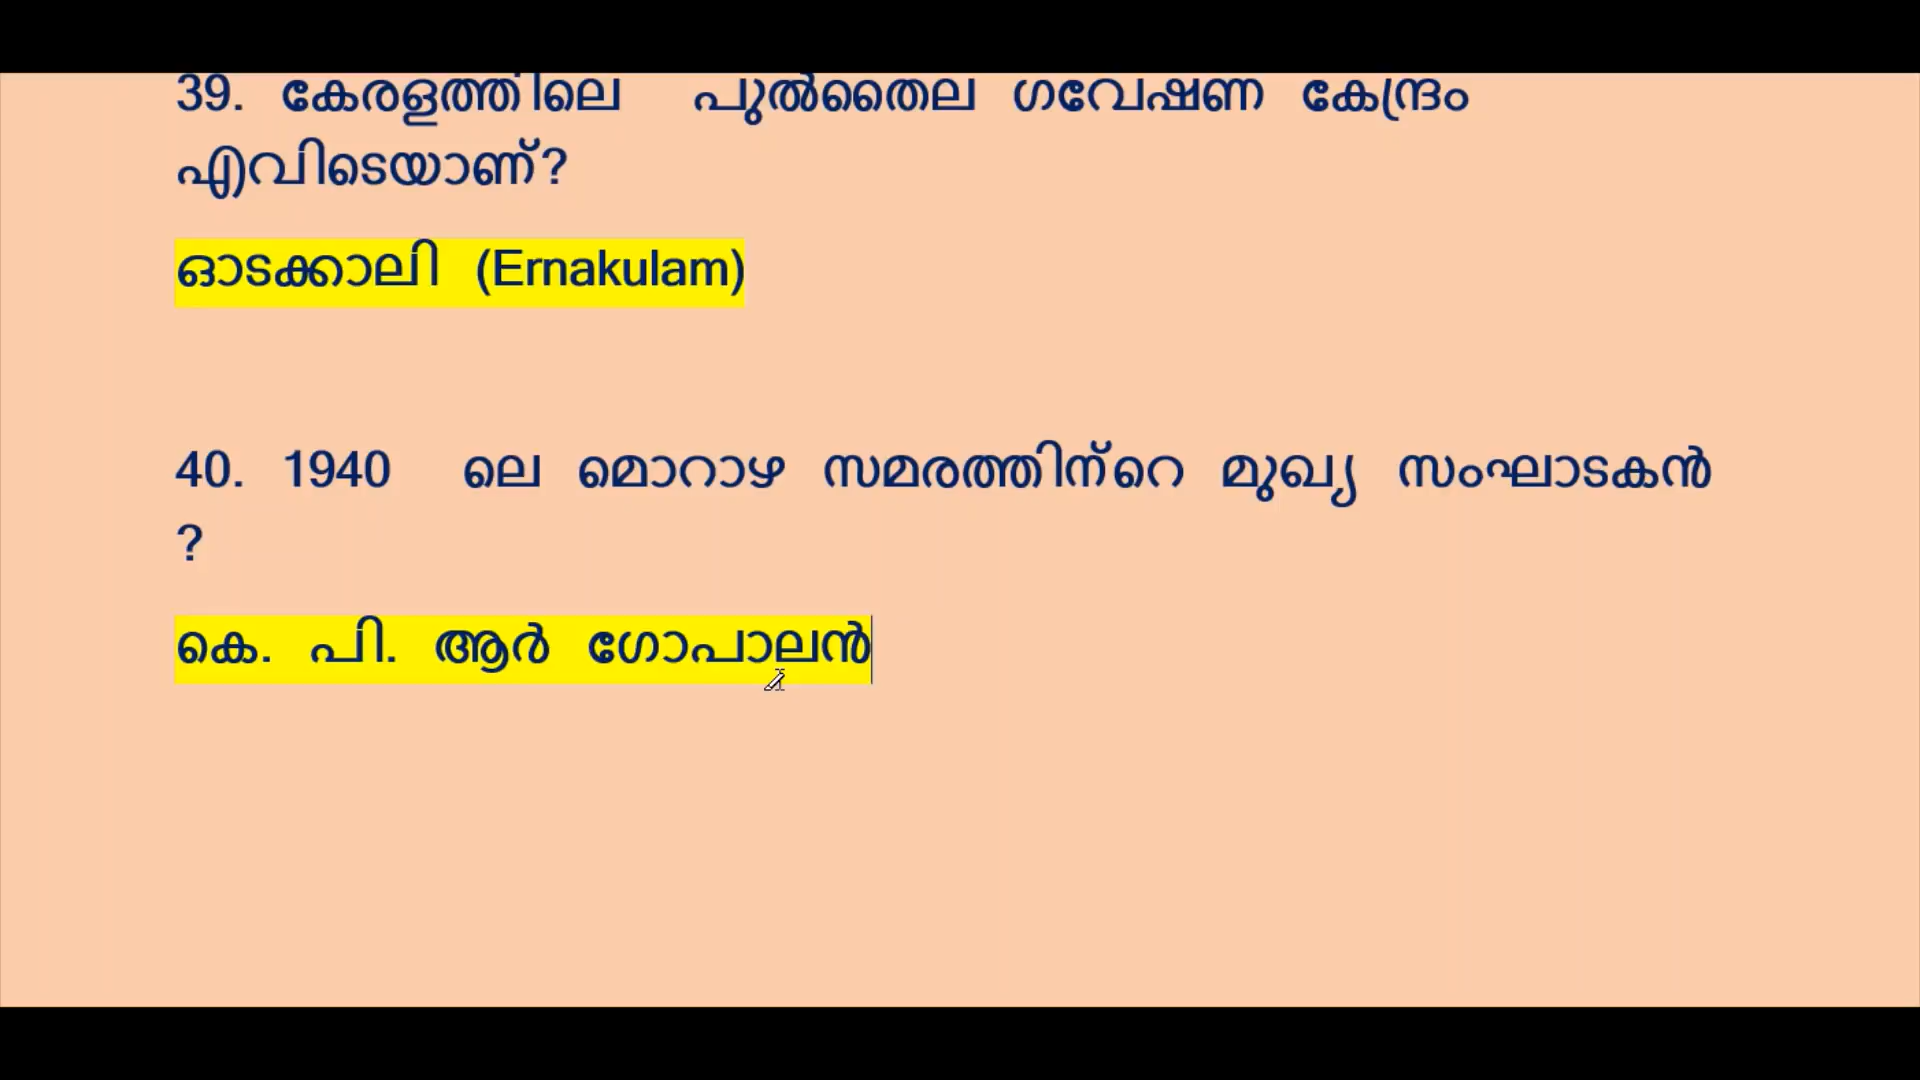 39. കേരളത്തിലെ പുൽതൈല ഗവേഷണ കേന്ദ്രം
എവിടെയാണ്?
ഓടക്കാലി (Ernakulam)
40. 1940 ലെ മൊറാഴ സമരത്തിന്റെ മുഖ്യ സംഘാടകൻ
?
കെ. പി. ആർ ഗോപാലൻ